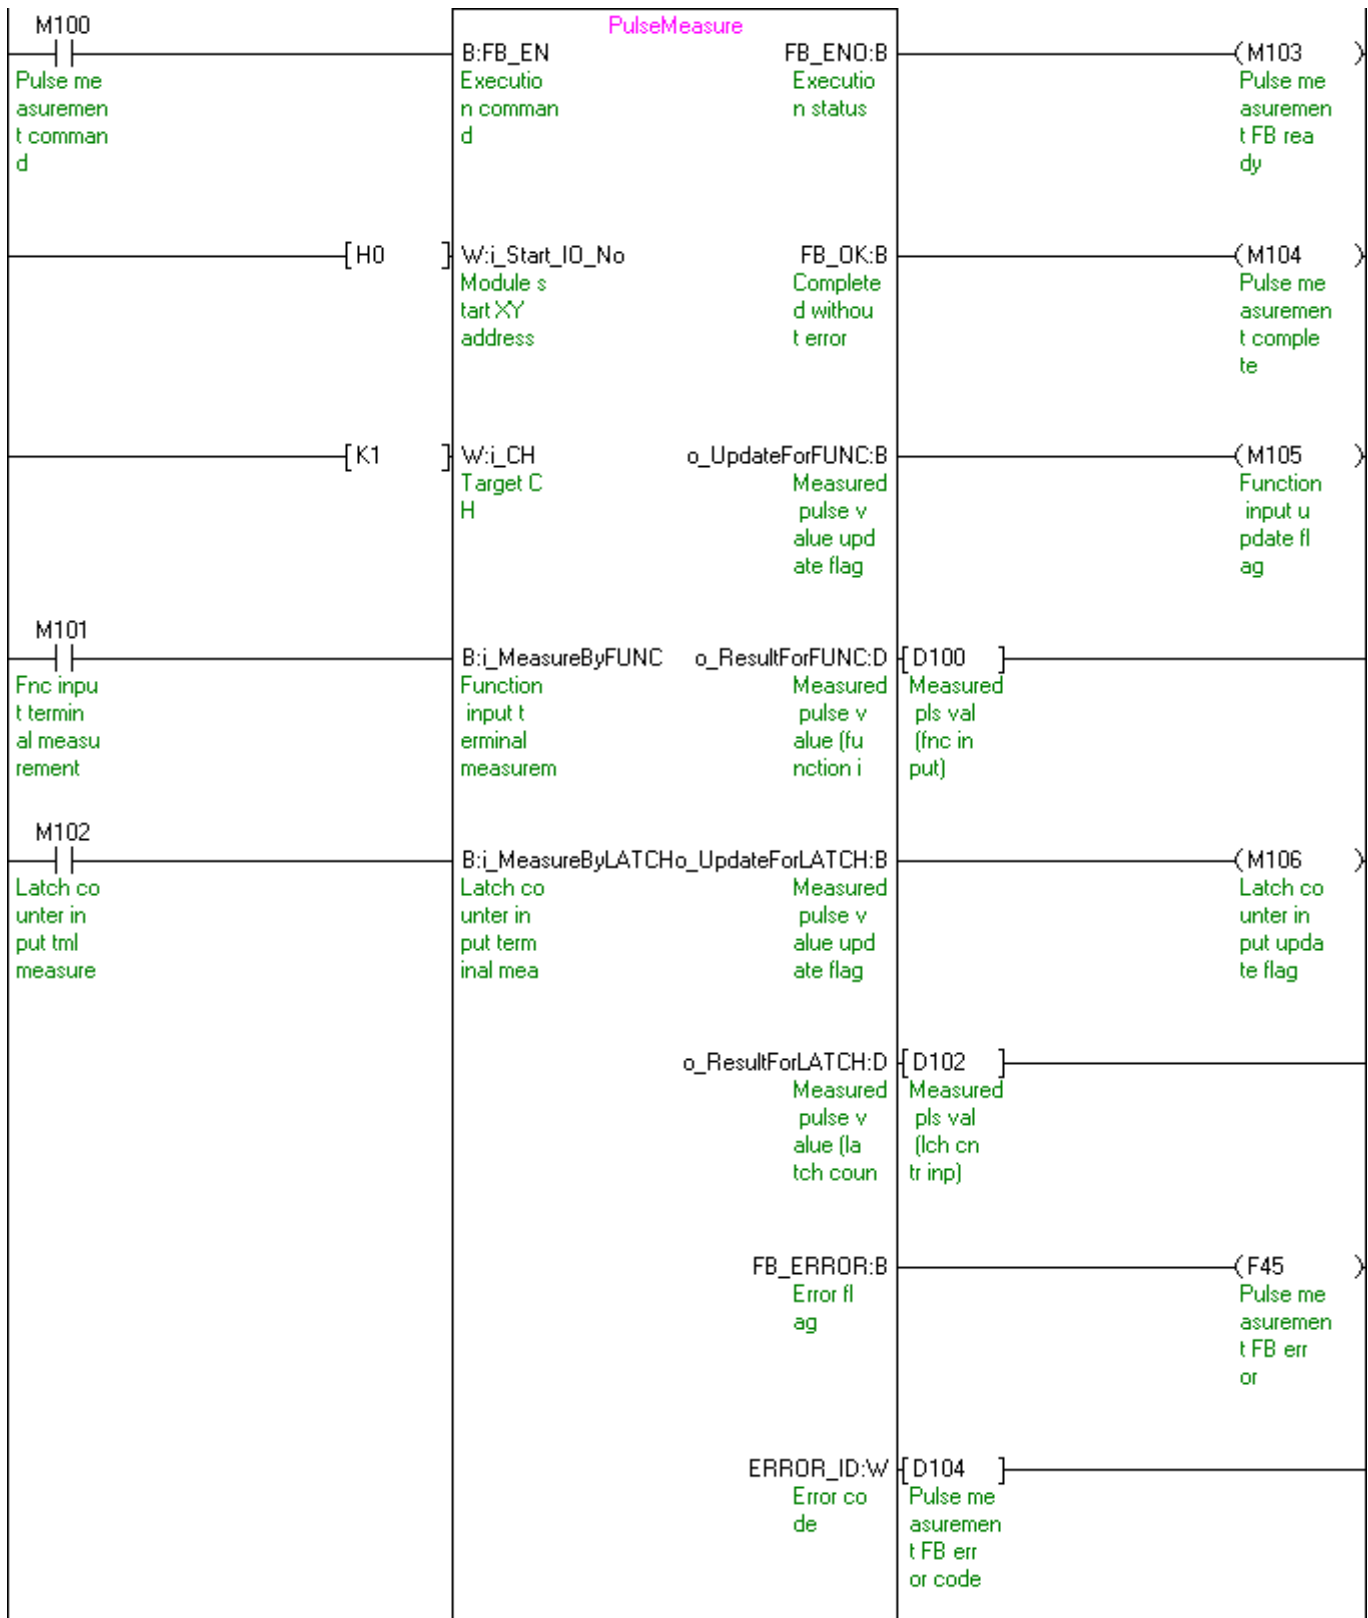 M100
PulseMeasure
B:FB_EN FB_ENO:B (M103 )
Pulse me Executio Executio Pulse me
asuremen n comman n status asuremen
t comman d t FB rea
d dy
[H0 ] W:i_Start_IO_No FB_OK:B (M104 )
Module s Complete Pulse me
tart XY d withou asuremen
address t error t comple
te
[K1 ] W:i_CH o_UpdateForFUNC:B (M105 )
Target C Measured Function
H pulse v input u
alue upd pdate fl
ate flag ag
M101
B:i_MeasureByFUNC o_ResultForFUNC:D [D100 ]
Fnc inpu Function Measured Measured
t termin input t pulse v pls val
al measu erminal alue (fu (fnc in
rement measurem nction i put)
M102
B:i_MeasureByLATCHo_UpdateForLATCH:B (M106 )
Latch co Latch co Measured Latch co
unter in unter in pulse v unter in
put tml put term alue upd put upda
measure inal mea ate flag te flag
o_ResultForLATCH:D [D102 ]
Measured Measured
pulse v pls val
alue (la (lch cn
tch coun tr inp)
FB_ERROR:B (F45 )
Error fl Pulse me
ag asuremen
t FB err
or
ERROR_ID:W [D104 ]
Error co Pulse me
de asuremen
t FB err
or code